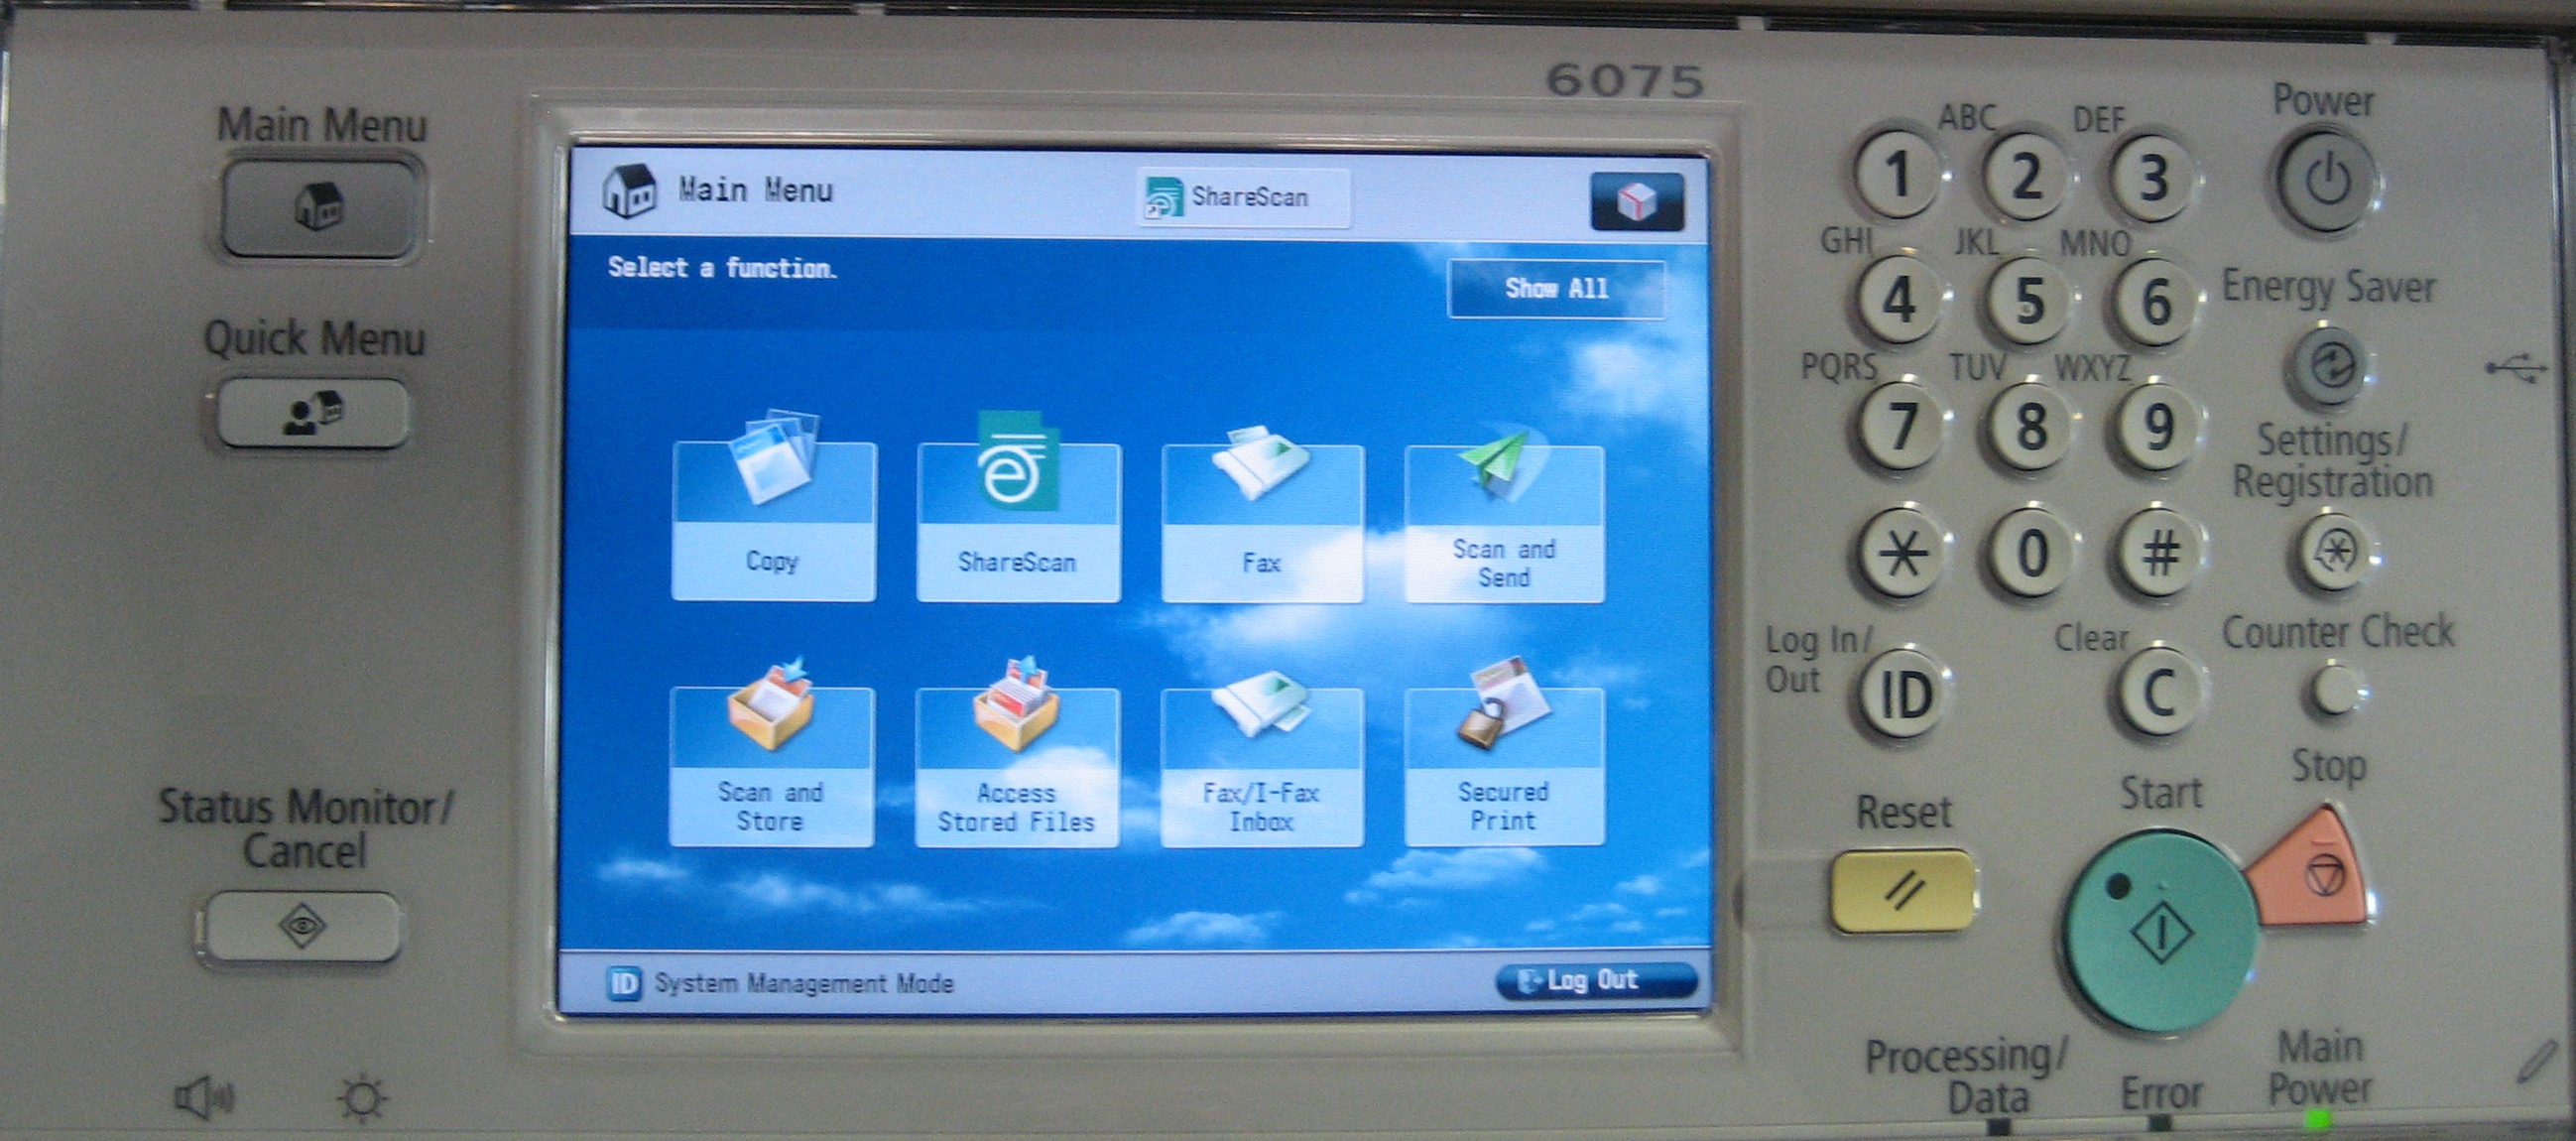 6075
Main Menu
Quick Menu
Status Monitor/
Cancel
Main Menu
ShareScan
Select a function.
Show All
Copy
ShareScan
Fax
Scan and
Send
Scan and
Store
Access
Stored Files
Fax/I-Fax
Inbox
Secured
Print
ID System Management Mode
Log Out
ABC DEF
1 2 3
GHI JKL MNO
4 5 6
PQRS TUV WXYZ
7 8 9
* 0 #
Log In/
Out
ID
Clear
C
Power
Energy Saver
Settings/
Registration
Counter Check
Stop
Start
Reset
Processing/
Data
Error
Main
Power